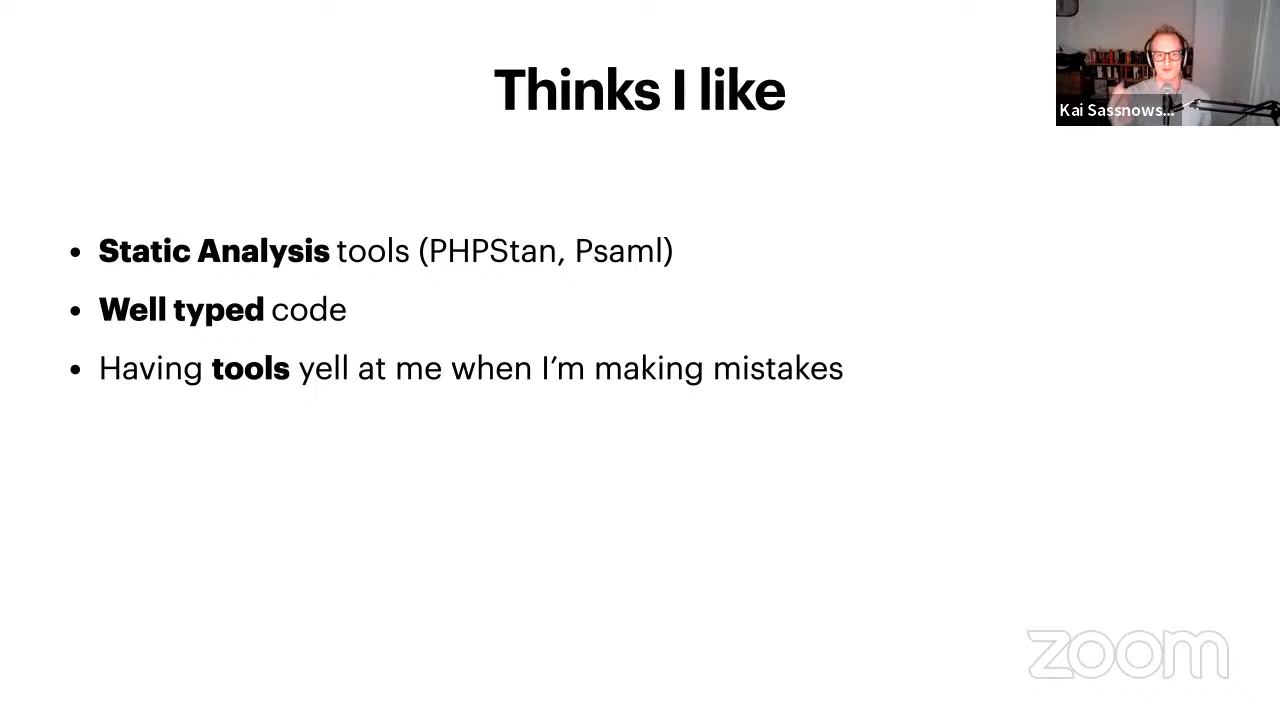 Thinks I like
Kai Sassnows...
• Static Analysis tools (PHPStan, Psaml)
• Well typed code
• Having tools yell at me when I’m making mistakes
zoom